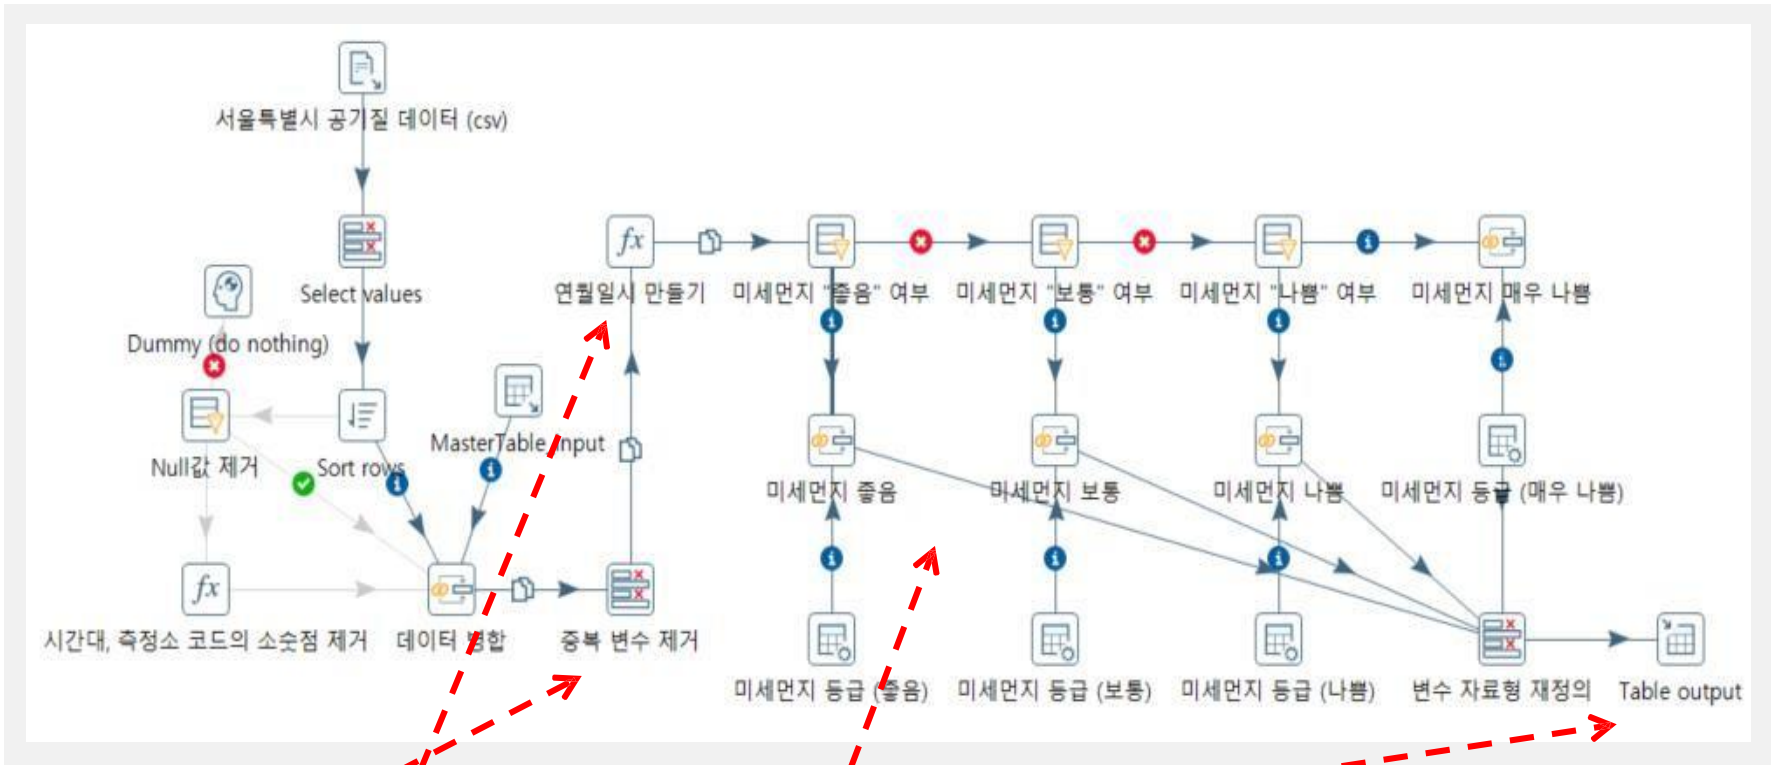 서울특별시 공기질 데이터 (csv)
Select values
Dummy (do nothing)
Null값 제거
Sort rows
MasterTable input
시간대, 측정소 코드의 소숫점 제거
데이터 병합
중복 변수 제거
연월일시 만들기
미세먼지 "좋음" 여부
미세먼지 "보통" 여부
미세먼지 "나쁨" 여부
미세먼지 매우 나쁨
미세먼지 좋음
미세먼지 보통
미세먼지 나쁨
미세먼지 등급 (매우 나쁨)
미세먼지 등급 (좋음)
미세먼지 등급 (보통)
미세먼지 등급 (나쁨)
변수 자료형 재정의
Table output